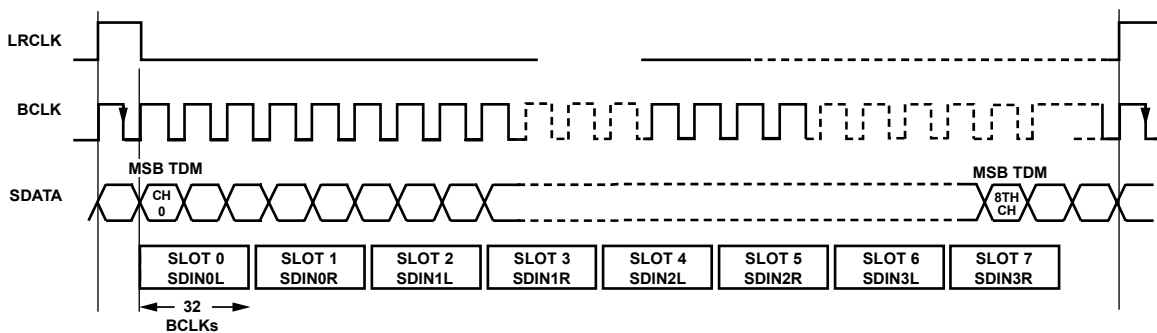 LRCLK
BCLK
MSB TDM
MSB TDM
SDATA
CH
0
8TH
CH
SLOT 0
SDIN0L
SLOT 1
SDIN0R
SLOT 2
SDIN1L
SLOT 3
SDIN1R
SLOT 4
SDIN2L
SLOT 5
SDIN2R
SLOT 6
SDIN3L
SLOT 7
SDIN3R
32
BCLKs